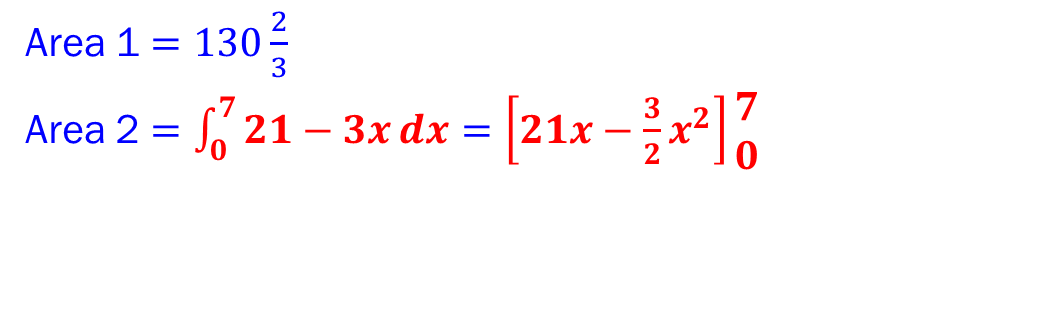 Area 1 = 130 2/3
Area 2 = ∫₀⁷ 21 − 3x dx = [21x − 3/2 x²]₀⁷